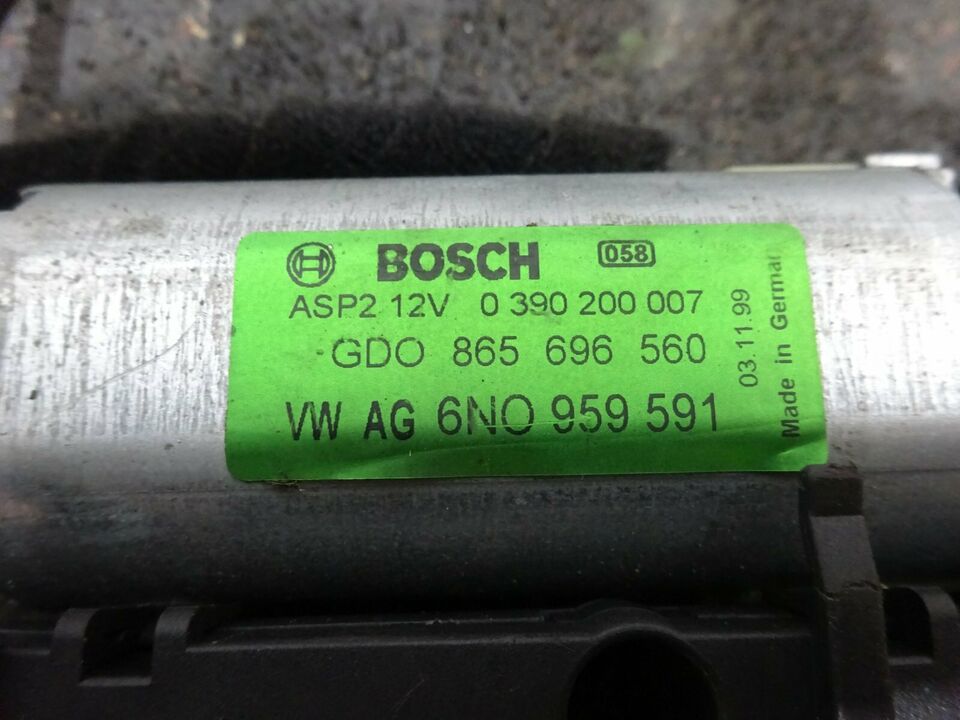 BOSCH 058
ASP2 12V 0 390 200 007
GDO 865 696 560
VW AG 6NO 959 591
03.11.99
Made in German